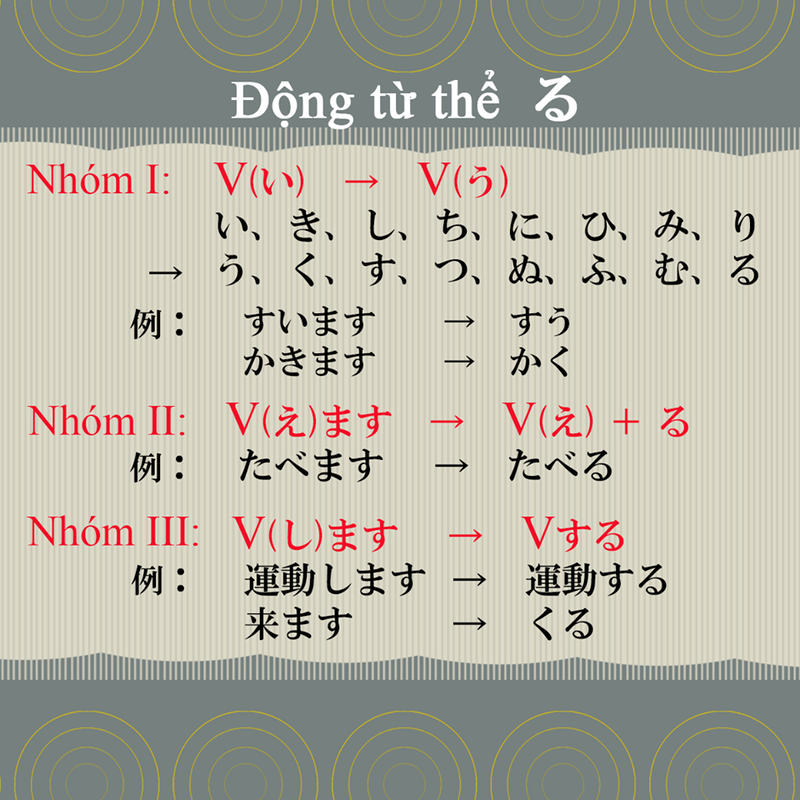 Động từ thể る
Nhóm I: V(い) → V(う)
い、き、し、ち、に、ひ、み、り
→ う、く、す、つ、ぬ、ふ、む、る
例： すいます → すう
かきます → かく
Nhóm II: V(え)ます → V(え) + る
例： たべます → たべる
Nhóm III: V(し)ます → Vする
例： 運動します → 運動する
来ます → くる